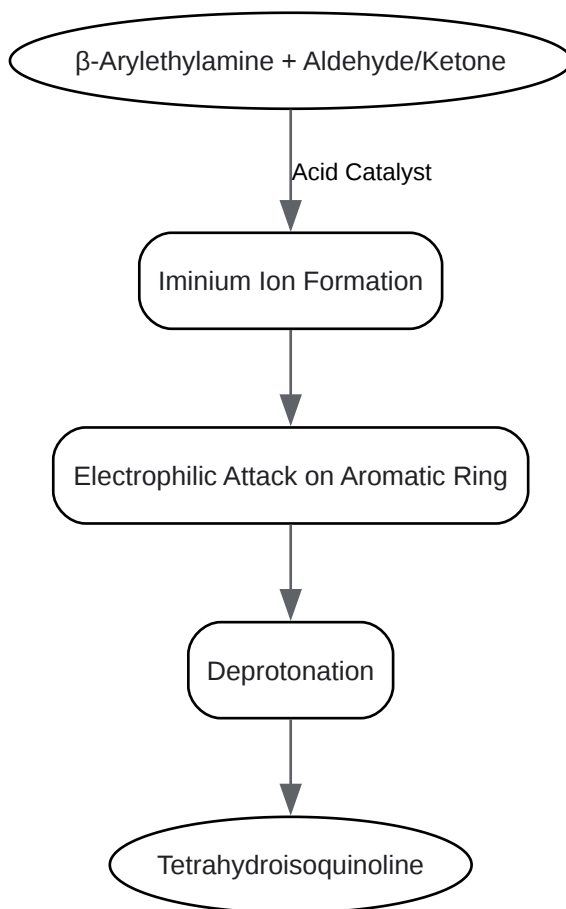 β-Arylethylamine + Aldehyde/Ketone
Acid Catalyst
Iminium Ion Formation
Electrophilic Attack on Aromatic Ring
Deprotonation
Tetrahydroisoquinoline